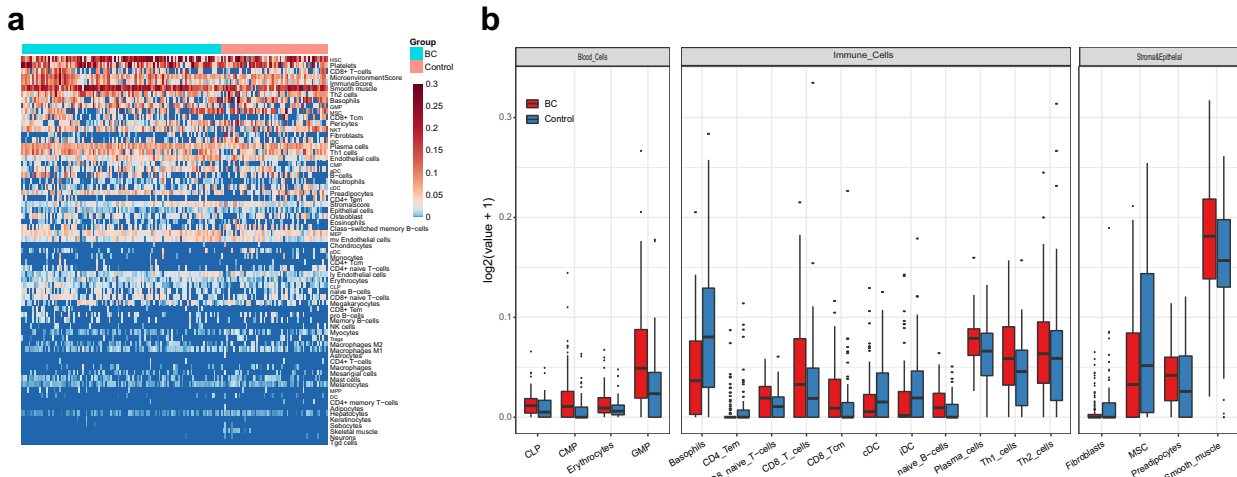 a
Group
BC
Control
0.3
0.25
0.2
0.15
0.1
0.05
0
HSC
Platelets
CD8+ T-cells
MicroenvironmentScore
ImmuneScore
Smooth muscle
Th2 cells
Basophils
GMP
MSC
CD8+ Tcm
Pericytes
NKT
Fibroblasts
iDC
Plasma cells
Th1 cells
Endothelial cells
CMP
aDC
B-cells
Neutrophils
cDC
Preadipocytes
CD4+ Tem
StromaScore
Epithelial cells
Osteoblast
Eosinophils
Class-switched memory B-cells
MEP
mv Endothelial cells
Chondrocytes
pDC
Monocytes
CD4+ Tcm
CD4+ naive T-cells
ly Endothelial cells
Erythrocytes
CLP
naive B-cells
CD8+ naive T-cells
Megakaryocytes
CD8+ Tem
pro B-cells
Memory B-cells
NK cells
Myocytes
Tregs
Macrophages M2
Macrophages M1
Astrocytes
CD4+ T-cells
Macrophages
Mesangial cells
Mast cells
Melanocytes
MPP
DC
CD4+ memory T-cells
Adipocytes
Hepatocytes
Keratinocytes
Sebocytes
Skeletal muscle
Neurons
Tgd cells
b
Blood_Cells
Immune_Cells
Stroma&Epithelial
BC
Control
log2(value + 1)
0.3
0.2
0.1
0.0
CLP
CMP
Erythrocytes
GMP
Basophils
CD4_Tem
D8_naive_T-cells
CD8_T_cells
CD8_Tcm
cDC
iDC
naive_B-cells
Plasma_cells
Th1_cells
Th2_cells
Fibroblasts
MSC
Preadipocytes
Smooth_muscle